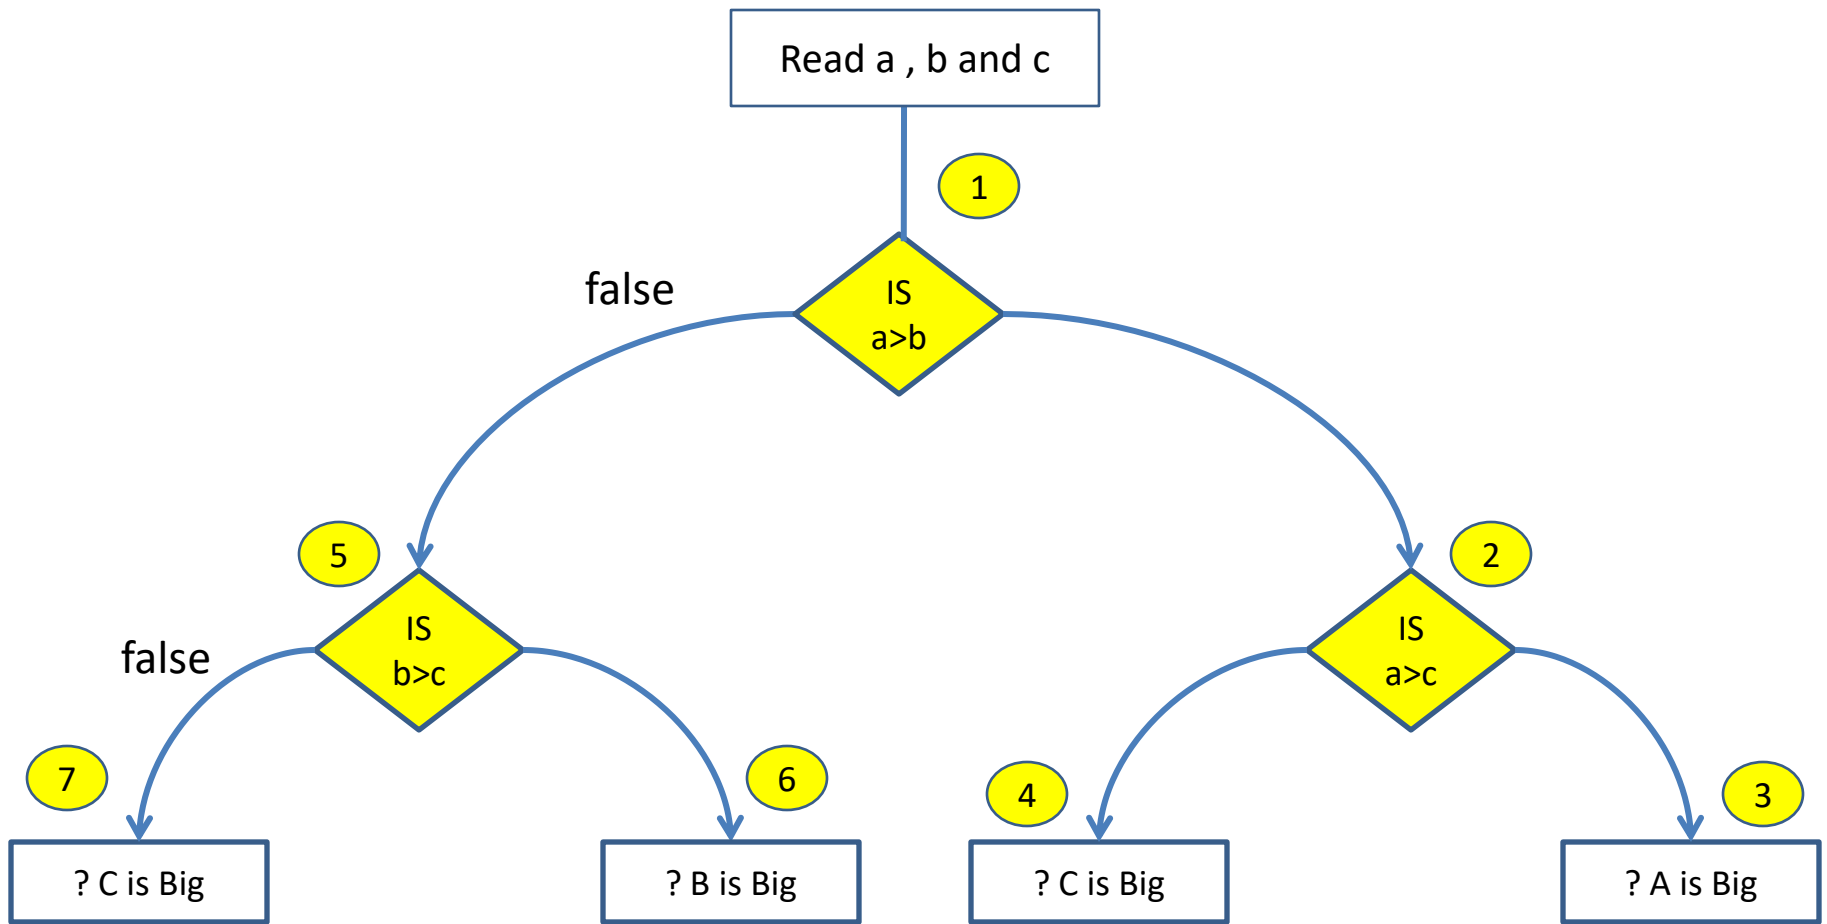 Read a , b and c
1
false
IS
a>b
5
2
false
IS
b>c
IS
a>c
7
6
4
3
? C is Big
? B is Big
? C is Big
? A is Big